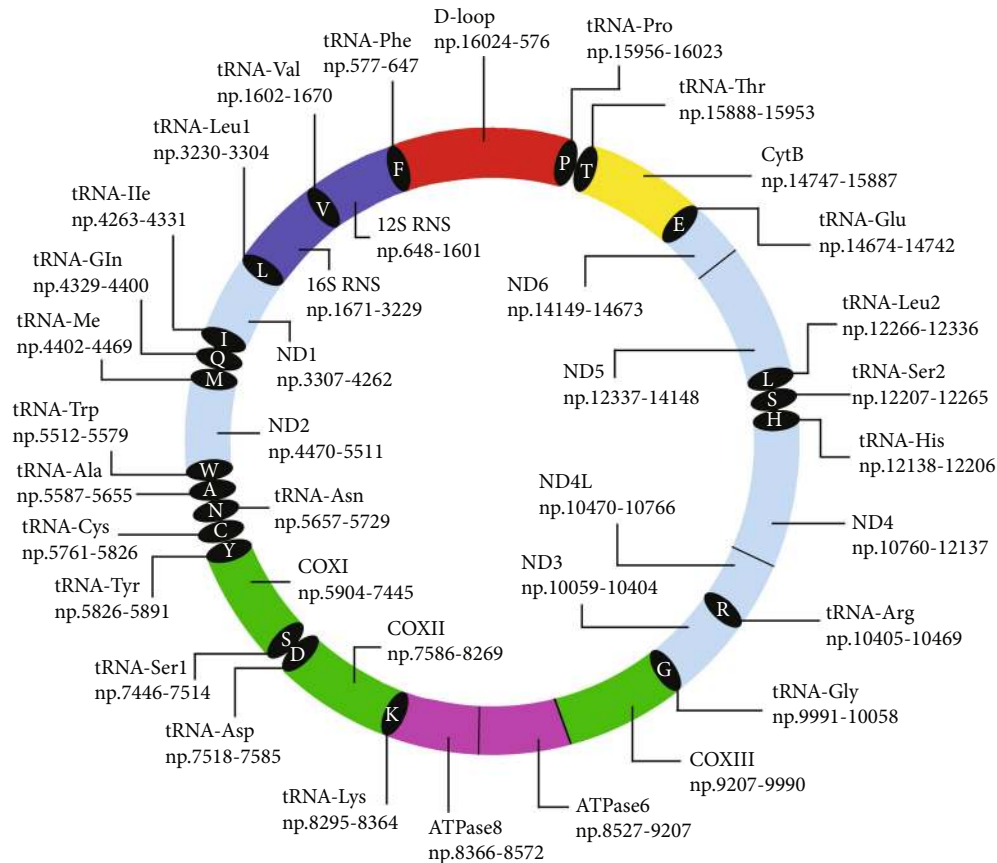 D-loop
np.16024-576
tRNA-Pro
np.15956-16023
tRNA-Thr
np.15888-15953
CytB
np.14747-15887
tRNA-Glu
np.14674-14742
ND6
np.14149-14673
tRNA-Leu2
np.12266-12336
ND5
np.12337-14148
tRNA-Ser2
np.12207-12265
tRNA-His
np.12138-12206
ND4L
np.10470-10766
ND4
np.10760-12137
ND3
np.10059-10404
tRNA-Arg
np.10405-10469
tRNA-Gly
np.9991-10058
COXIII
np.9207-9990
ATPase6
np.8527-9207
ATPase8
np.8366-8572
tRNA-Lys
np.8295-8364
COXII
np.7586-8269
tRNA-Asp
np.7518-7585
tRNA-Ser1
np.7446-7514
COXI
np.5904-7445
tRNA-Tyr
np.5826-5891
tRNA-Cys
np.5761-5826
tRNA-Asn
np.5657-5729
tRNA-Ala
np.5587-5655
tRNA-Trp
np.5512-5579
ND2
np.4470-5511
tRNA-Me
np.4402-4469
tRNA-GIn
np.4329-4400
tRNA-IIe
np.4263-4331
ND1
np.3307-4262
tRNA-Leu1
np.3230-3304
16S RNS
np.1671-3229
tRNA-Val
np.1602-1670
12S RNS
np.648-1601
tRNA-Phe
np.577-647
F
P
T
E
L
S
H
R
G
K
D
S
Y
C
N
A
W
M
Q
I
L
V